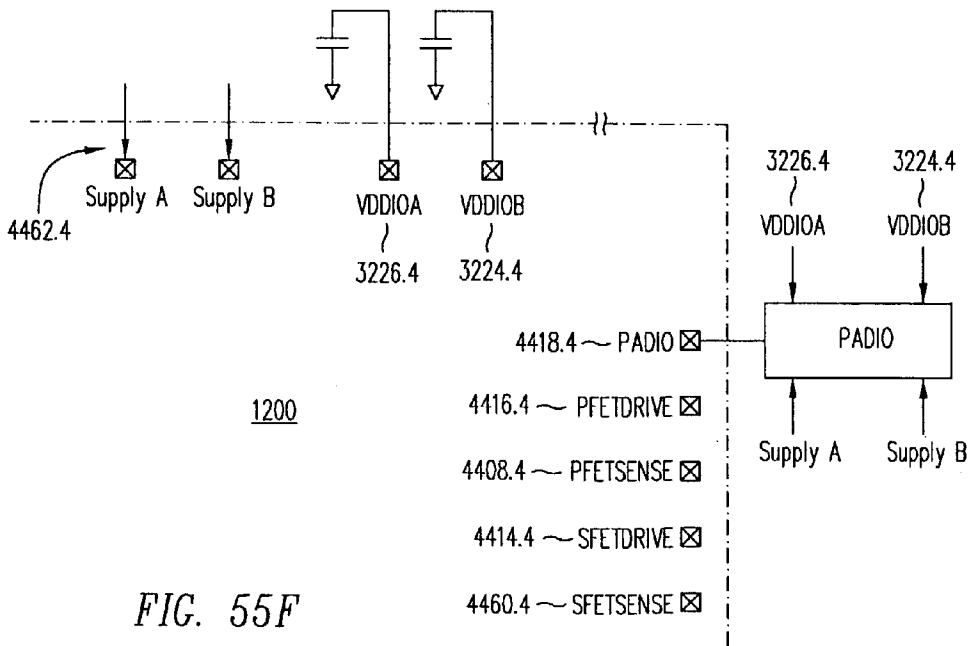 Supply A
Supply B
4462.4
VDDIOA
VDDIOB
3226.4
3224.4
3226.4
3224.4
VDDIOA
VDDIOB
4418.4 PADIO
PADIO
4416.4 PFETDRIVE
1200
4408.4 PFETSENSE
Supply A
Supply B
4414.4 SFETDRIVE
4460.4 SFETSENSE
FIG. 55F